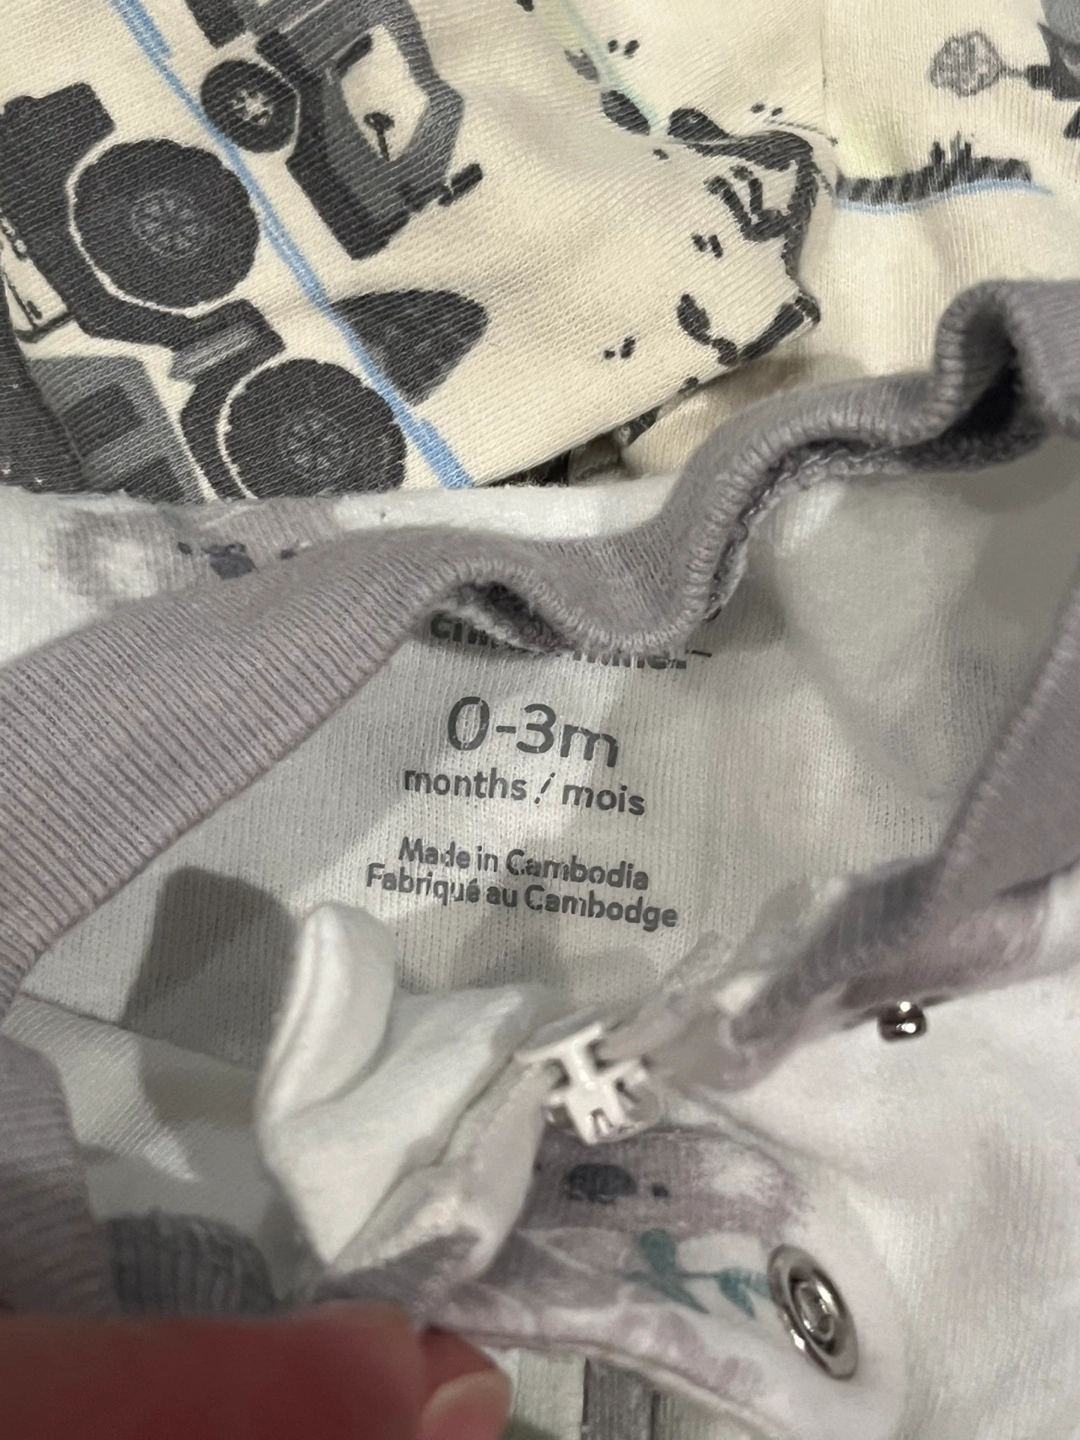 0-3m
months / mois
Made in Cambodia
Fabriqué au Cambodge